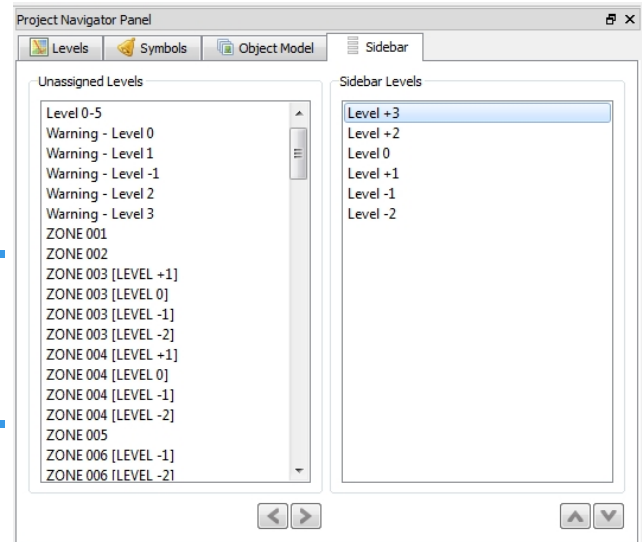 Project Navigator Panel
Levels Symbols Object Model Sidebar
Unassigned Levels
Level 0-5
Warning - Level 0
Warning - Level 1
Warning - Level -1
Warning - Level 2
Warning - Level 3
ZONE 001
ZONE 002
ZONE 003 [LEVEL +1]
ZONE 003 [LEVEL 0]
ZONE 003 [LEVEL -1]
ZONE 003 [LEVEL -2]
ZONE 004 [LEVEL +1]
ZONE 004 [LEVEL 0]
ZONE 004 [LEVEL -1]
ZONE 004 [LEVEL -2]
ZONE 005
ZONE 006 [LEVEL -1]
ZONE 006 [LEVEL -2]
Sidebar Levels
Level +3
Level +2
Level 0
Level +1
Level -1
Level -2